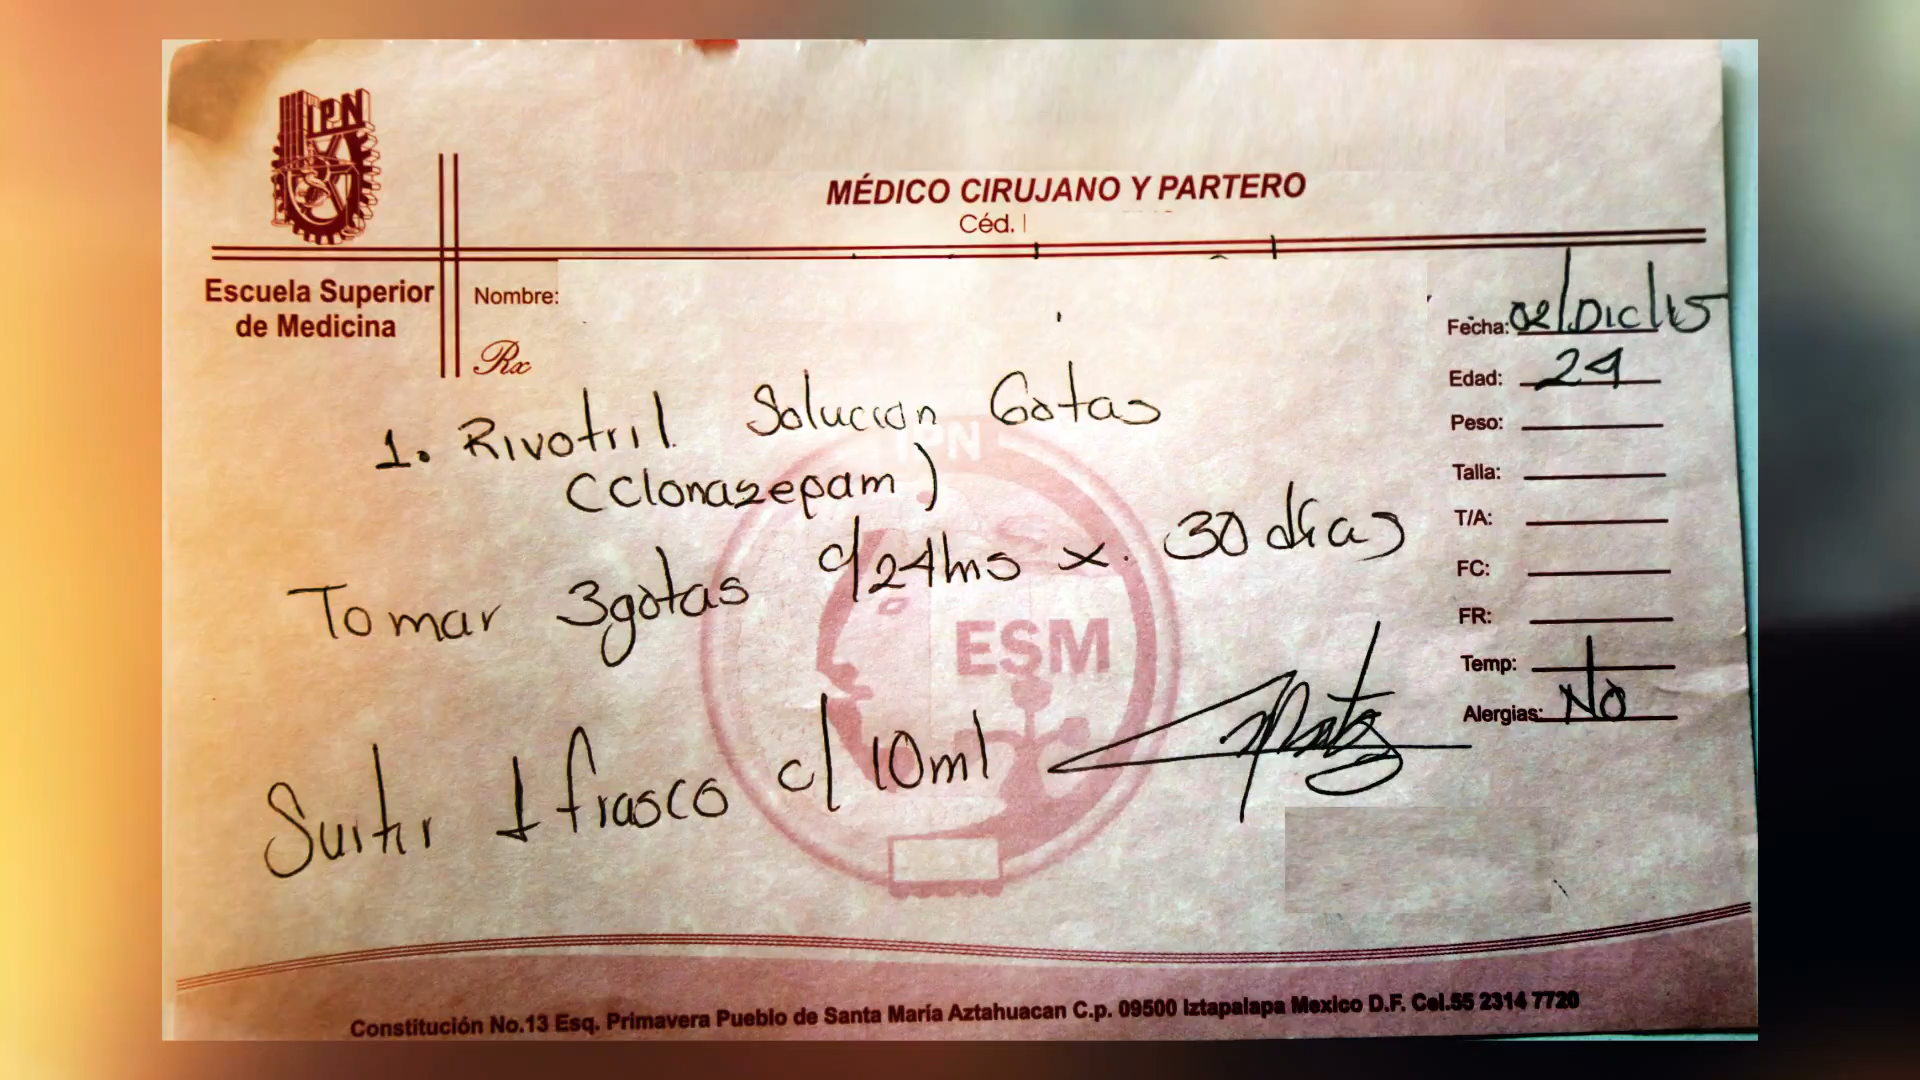 IPN
MÉDICO CIRUJANO Y PARTERO
Céd.
Escuela Superior
de Medicina
Nombre:
Rx
Fecha: 02/Dic/15
Edad: 24
Peso:
Talla:
T/A:
FC:
FR:
Temp:
Alergias: No
1. Rivotril Solucion Gotas
(Clonazepam)
Tomar 3gotas c/24hs x. 30 días
Surtir 1 frasco c/ 10ml
IPN
ESM
Constitución No.13 Esq. Primavera Pueblo de Santa María Aztahuacan C.p. 09500 Iztapalapa Mexico D.F. Cel.55 2314 7720